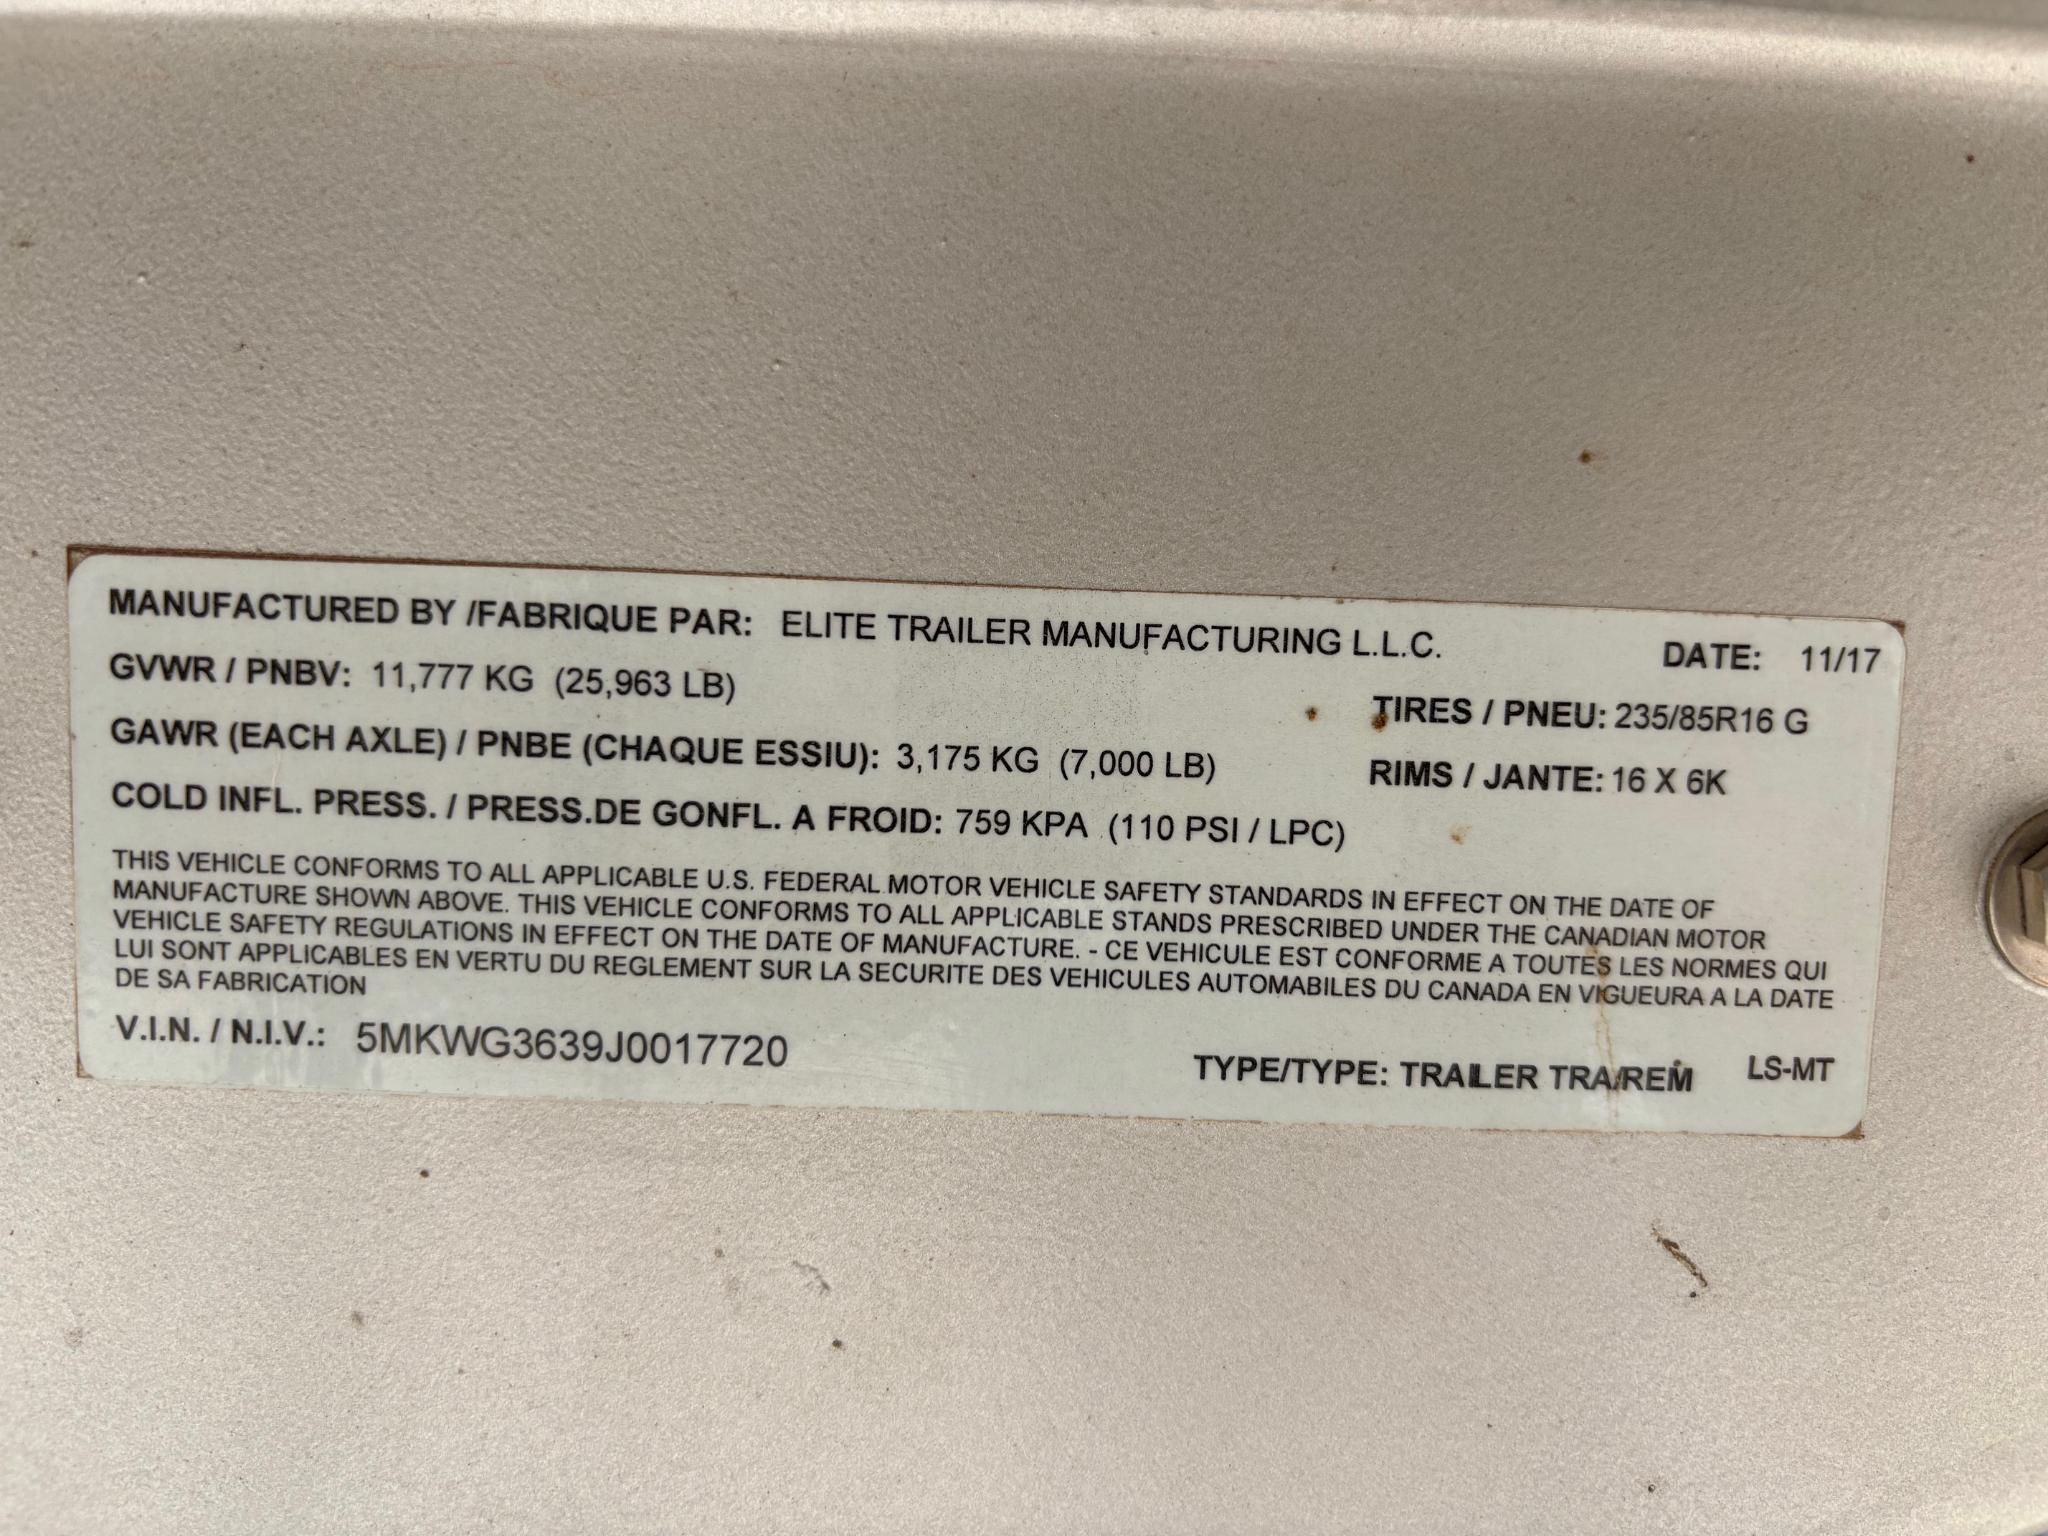 MANUFACTURED BY /FABRIQUE PAR: ELITE TRAILER MANUFACTURING L.L.C. DATE: 11/17
GVWR / PNBV: 11,777 KG (25,963 LB) TIRES / PNEU: 235/85R16 G
GAWR (EACH AXLE) / PNBE (CHAQUE ESSIU): 3,175 KG (7,000 LB) RIMS / JANTE: 16 X 6K
COLD INFL. PRESS. / PRESS.DE GONFL. A FROID: 759 KPA (110 PSI / LPC)
THIS VEHICLE CONFORMS TO ALL APPLICABLE U.S. FEDERAL MOTOR VEHICLE SAFETY STANDARDS IN EFFECT ON THE DATE OF
MANUFACTURE SHOWN ABOVE. THIS VEHICLE CONFORMS TO ALL APPLICABLE STANDS PRESCRIBED UNDER THE CANADIAN MOTOR
VEHICLE SAFETY REGULATIONS IN EFFECT ON THE DATE OF MANUFACTURE. - CE VEHICULE EST CONFORME A TOUTES LES NORMES QUI
LUI SONT APPLICABLES EN VERTU DU REGLEMENT SUR LA SECURITE DES VEHICULES AUTOMABILES DU CANADA EN VIGUEURA A LA DATE
DE SA FABRICATION
V.I.N. / N.I.V.: 5MKWG3639J0017720 TYPE/TYPE: TRAILER TRA/REM LS-MT